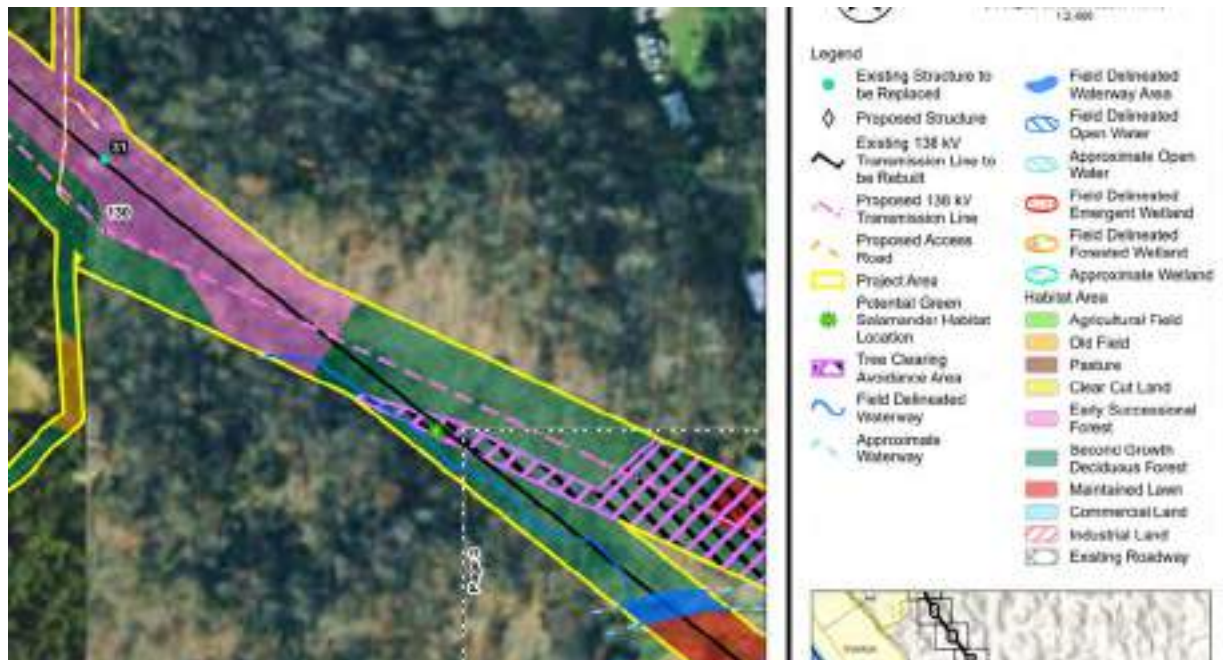 1:2,400
Legend
Existing Structure to
be Replaced
Proposed Structure
Existing 138 kV
Transmission Line to
be Rebuilt
Proposed 138 kV
Transmission Line
Proposed Access
Road
Project Area
Potential Green
Salamander Habitat
Location
Tree Clearing
Avoidance Area
Field Delineated
Waterway
Approximate
Waterway
Field Delineated
Waterway Area
Field Delineated
Open Water
Approximate Open
Water
Field Delineated
Emergent Wetland
Field Delineated
Forested Wetland
Approximate Wetland
Habitat Area
Agricultural Field
Old Field
Pasture
Clear Cut Land
Early Successional
Forest
Second Growth
Deciduous Forest
Maintained Lawn
Commercial Land
Industrial Land
Existing Roadway
31
130